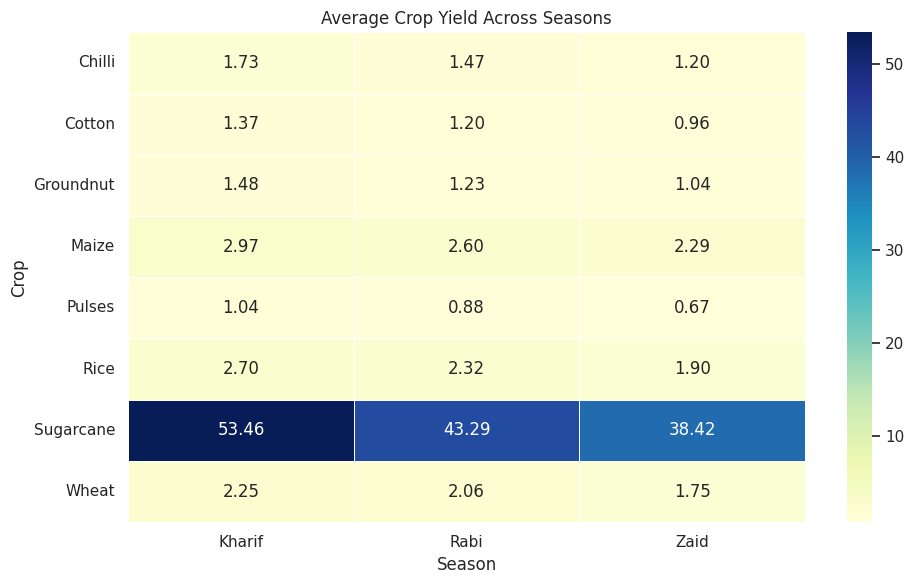 Average Crop Yield Across Seasons
Chilli 1.73 1.47 1.20
Cotton 1.37 1.20 0.96
Groundnut 1.48 1.23 1.04
Maize 2.97 2.60 2.29
Pulses 1.04 0.88 0.67
Rice 2.70 2.32 1.90
Sugarcane 53.46 43.29 38.42
Wheat 2.25 2.06 1.75
Kharif Rabi Zaid
Season
Crop
50
40
30
20
10